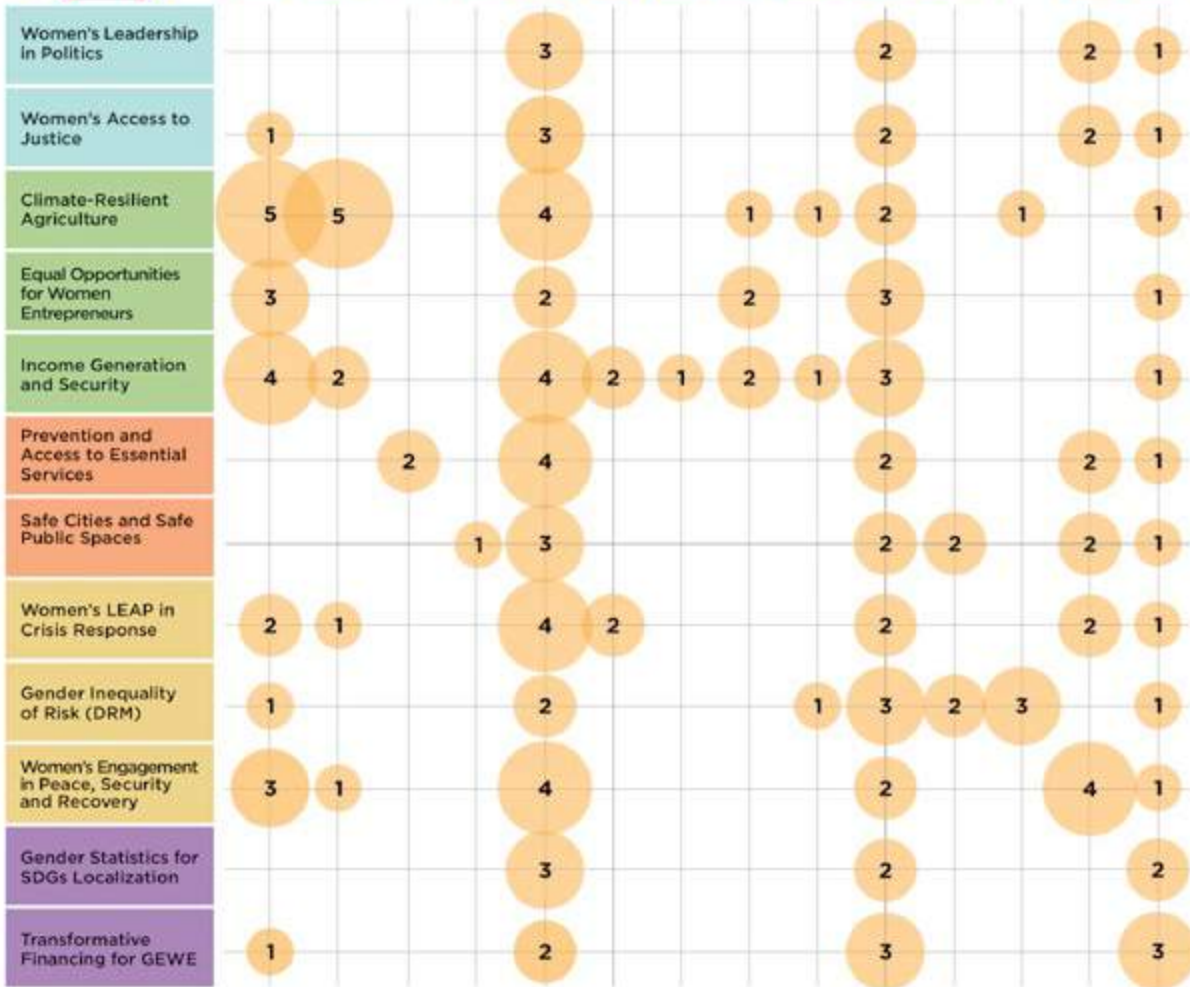 Women's Leadership
in Politics
3 2 2 1
Women's Access to
Justice
1 3 2 2 1
Climate-Resilient
Agriculture
5 5 4 1 1 2 1 1
Equal Opportunities
for Women
Entrepreneurs
3 2 2 3 1
Income Generation
and Security
4 2 4 2 1 2 1 3 1
Prevention and
Access to Essential
Services
2 4 2 2 1
Safe Cities and Safe
Public Spaces
1 3 2 2 2 1
Women's LEAP in
Crisis Response
2 1 4 2 2 2 1
Gender Inequality
of Risk (DRM)
1 2 1 3 2 3 1
Women's Engagement
in Peace, Security
and Recovery
3 1 4 2 4 1
Gender Statistics for
SDGs Localization
3 2 2
Transformative
Financing for GEWE
1 2 3 3